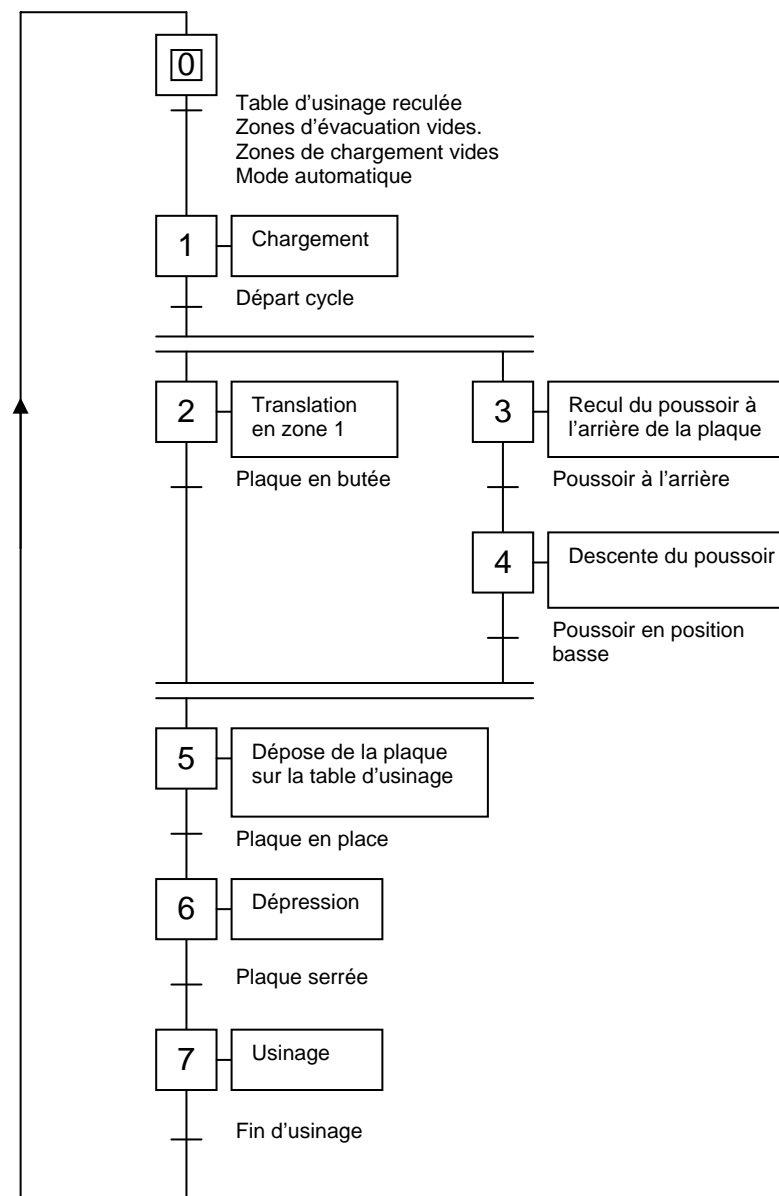 0
Table d'usinage reculée
Zones d'évacuation vides.
Zones de chargement vides
Mode automatique
1
Chargement
Départ cycle
2
Translation
en zone 1
3
Recul du poussoir à
l'arrière de la plaque
Plaque en butée
Poussoir à l'arrière
4
Descente du poussoir
Poussoir en position
basse
5
Dépose de la plaque
sur la table d'usinage
Plaque en place
6
Dépression
Plaque serrée
7
Usinage
Fin d'usinage